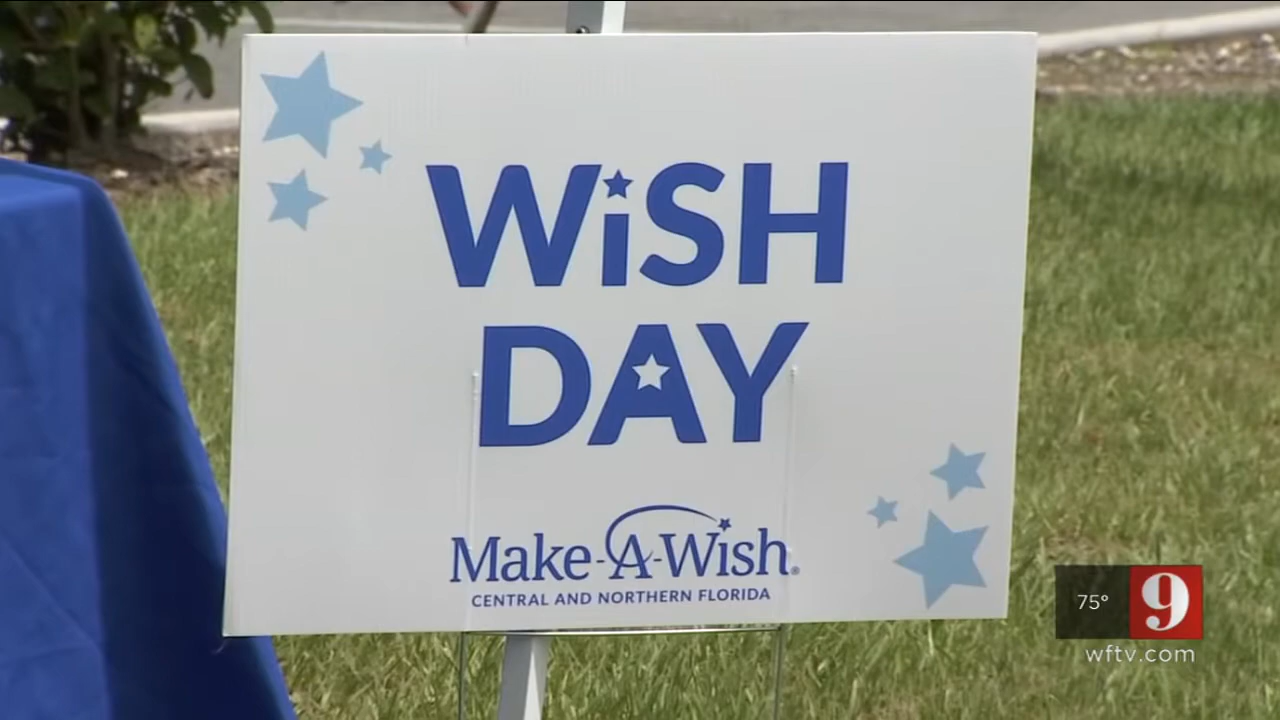 WiSH
DAY
Make-A-Wish®
CENTRAL AND NORTHERN FLORIDA
75° 9
wftv.com